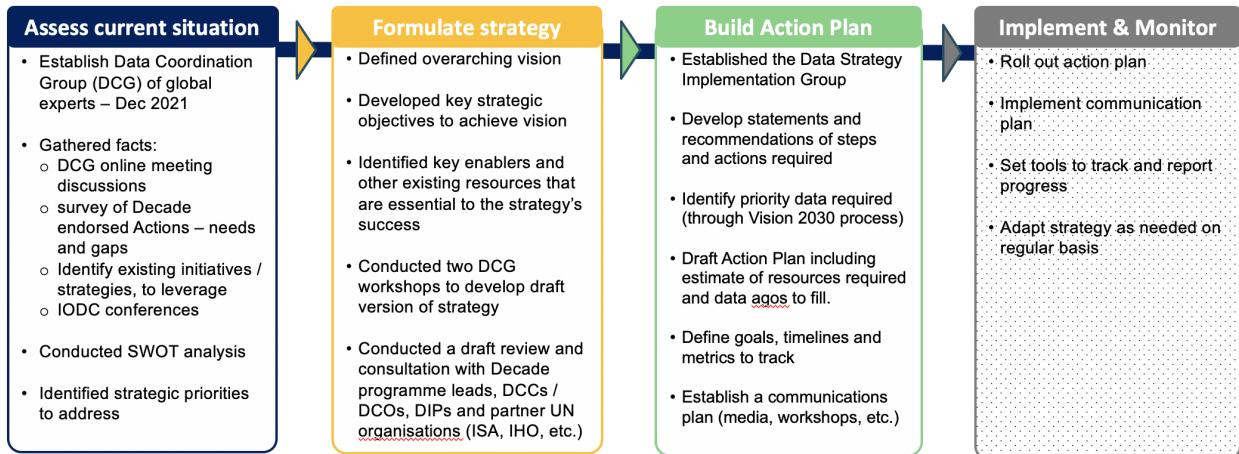 Assess current situation
• Establish Data Coordination
Group (DCG) of global
experts – Dec 2021
• Gathered facts:
o DCG online meeting
discussions
o survey of Decade
endorsed Actions – needs
and gaps
o Identify existing initiatives /
strategies, to leverage
o IODC conferences
• Conducted SWOT analysis
• Identified strategic priorities
to address
Formulate strategy
• Defined overarching vision
• Developed key strategic
objectives to achieve vision
• Identified key enablers and
other existing resources that
are essential to the strategy's
success
• Conducted two DCG
workshops to develop draft
version of strategy
• Conducted a draft review and
consultation with Decade
programme leads, DCCs /
DCOs, DIPs and partner UN
organisations (ISA, IHO, etc.)
Build Action Plan
• Established the Data Strategy
Implementation Group
• Develop statements and
recommendations of steps
and actions required
• Identify priority data required
(through Vision 2030 process)
• Draft Action Plan including
estimate of resources required
and data agos to fill.
• Define goals, timelines and
metrics to track
• Establish a communications
plan (media, workshops, etc.)
Implement & Monitor
• Roll out action plan
• Implement communication
plan
• Set tools to track and report
progress
• Adapt strategy as needed on
regular basis